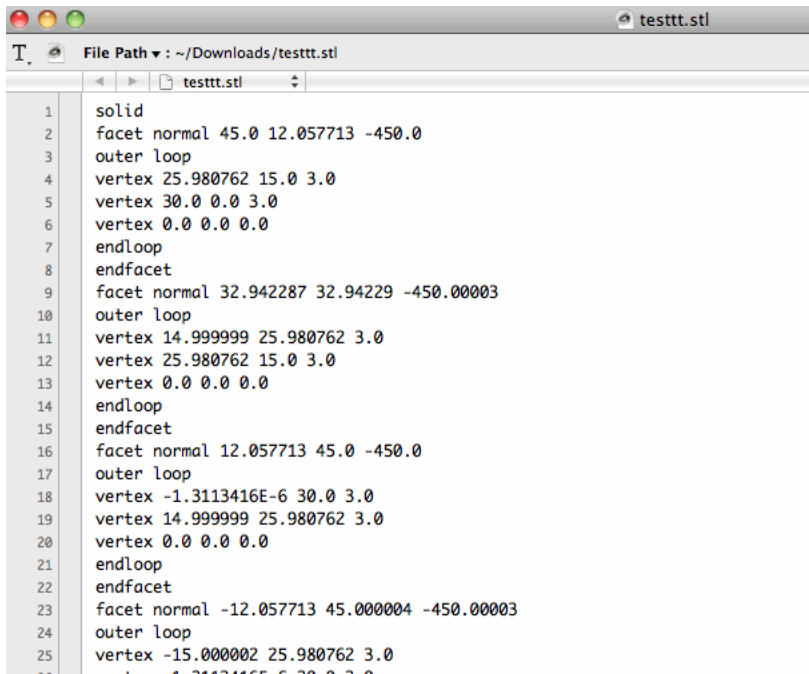 testtt.stl
File Path ▾ : ~/Downloads/testtt.stl
testtt.stl
1 solid
2 facet normal 45.0 12.057713 -450.0
3 outer loop
4 vertex 25.980762 15.0 3.0
5 vertex 30.0 0.0 3.0
6 vertex 0.0 0.0 0.0
7 endloop
8 endfacet
9 facet normal 32.942287 32.94229 -450.00003
10 outer loop
11 vertex 14.999999 25.980762 3.0
12 vertex 25.980762 15.0 3.0
13 vertex 0.0 0.0 0.0
14 endloop
15 endfacet
16 facet normal 12.057713 45.0 -450.0
17 outer loop
18 vertex -1.3113416E-6 30.0 3.0
19 vertex 14.999999 25.980762 3.0
20 vertex 0.0 0.0 0.0
21 endloop
22 endfacet
23 facet normal -12.057713 45.000004 -450.00003
24 outer loop
25 vertex -15.000002 25.980762 3.0